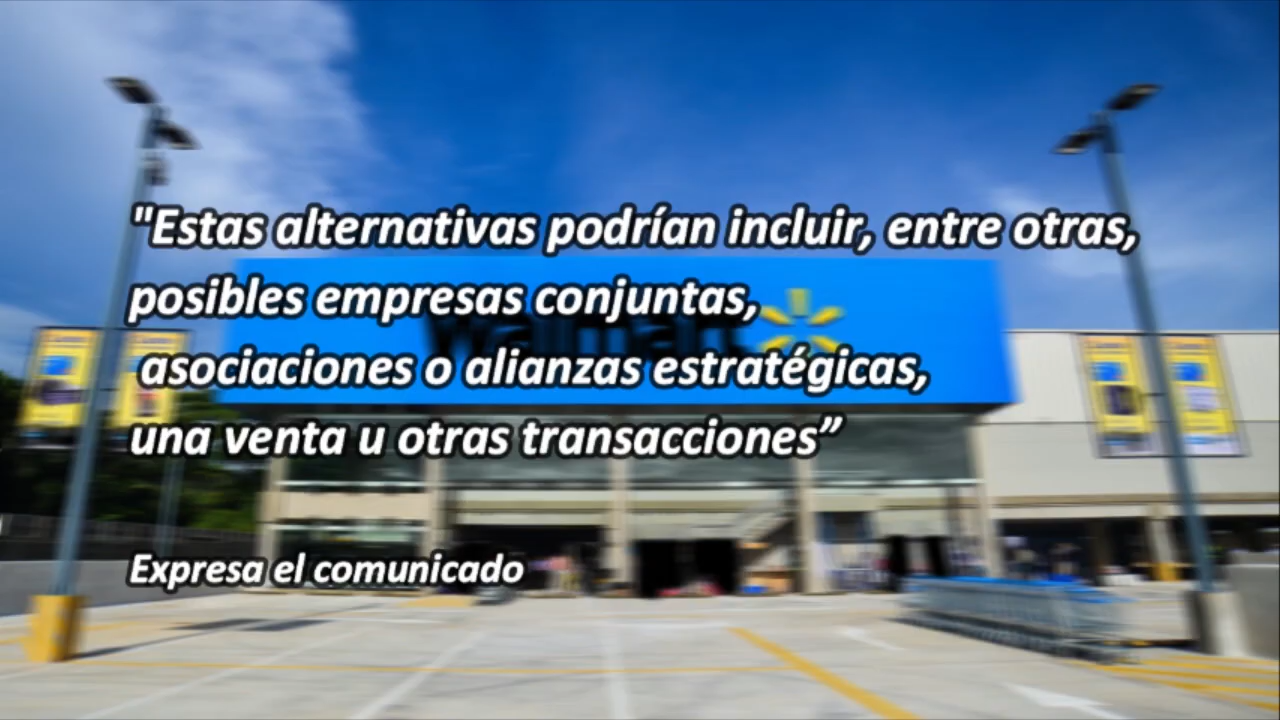 "Estas alternativas podrían incluir, entre otras,
posibles empresas conjuntas,
asociaciones o alianzas estratégicas,
una venta u otras transacciones”
Expresa el comunicado
Walmart